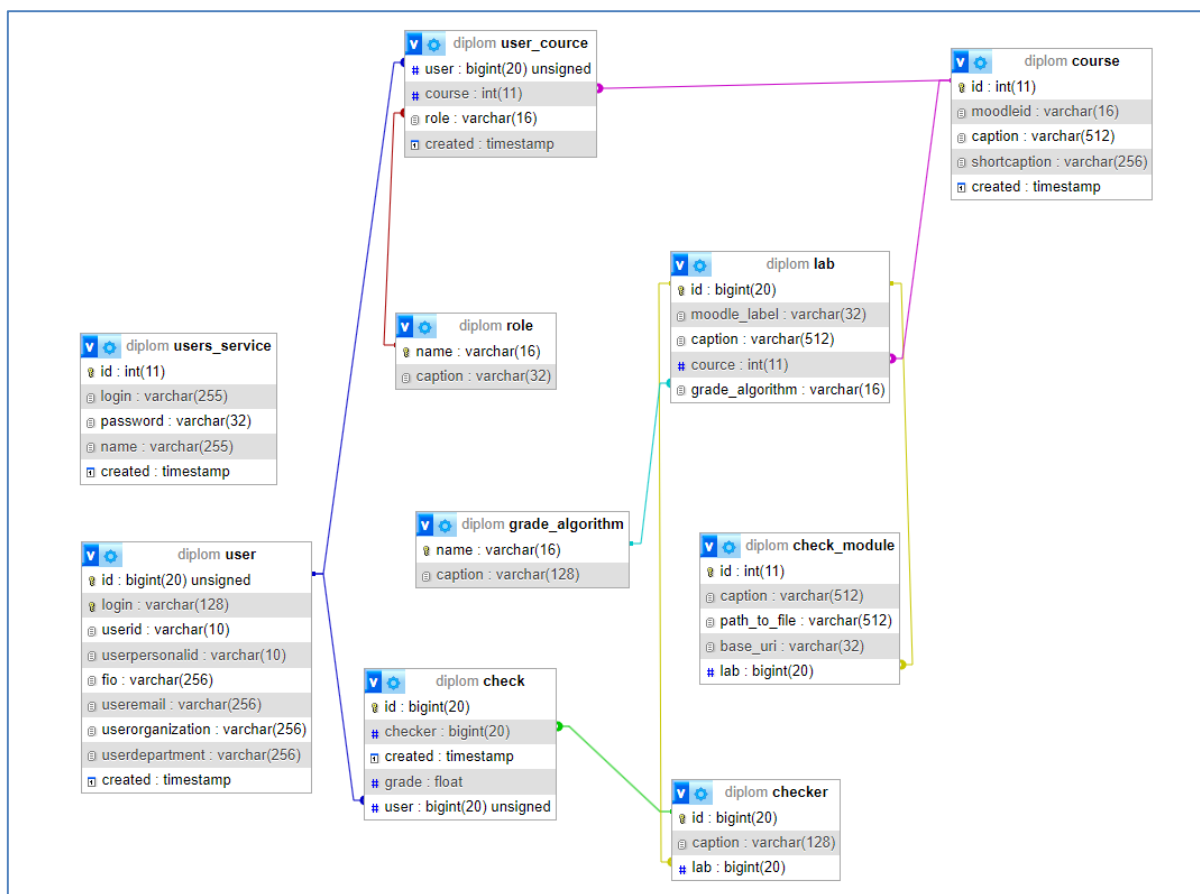 diplom user_cource
user : bigint(20) unsigned
course : int(11)
role : varchar(16)
created : timestamp
diplom course
id : int(11)
moodleid : varchar(16)
caption : varchar(512)
shortcaption : varchar(256)
created : timestamp
diplom lab
id : bigint(20)
moodle_label : varchar(32)
caption : varchar(512)
cource : int(11)
grade_algorithm : varchar(16)
diplom role
name : varchar(16)
caption : varchar(32)
diplom users_service
id : int(11)
login : varchar(255)
password : varchar(32)
name : varchar(255)
created : timestamp
diplom grade_algorithm
name : varchar(16)
caption : varchar(128)
diplom check_module
id : int(11)
caption : varchar(512)
path_to_file : varchar(512)
base_uri : varchar(32)
lab : bigint(20)
diplom user
id : bigint(20) unsigned
login : varchar(128)
userid : varchar(10)
userpersonalid : varchar(10)
fio : varchar(256)
useremail : varchar(256)
userorganization : varchar(256)
userdepartment : varchar(256)
created : timestamp
diplom check
id : bigint(20)
checker : bigint(20)
created : timestamp
grade : float
user : bigint(20) unsigned
diplom checker
id : bigint(20)
caption : varchar(128)
lab : bigint(20)